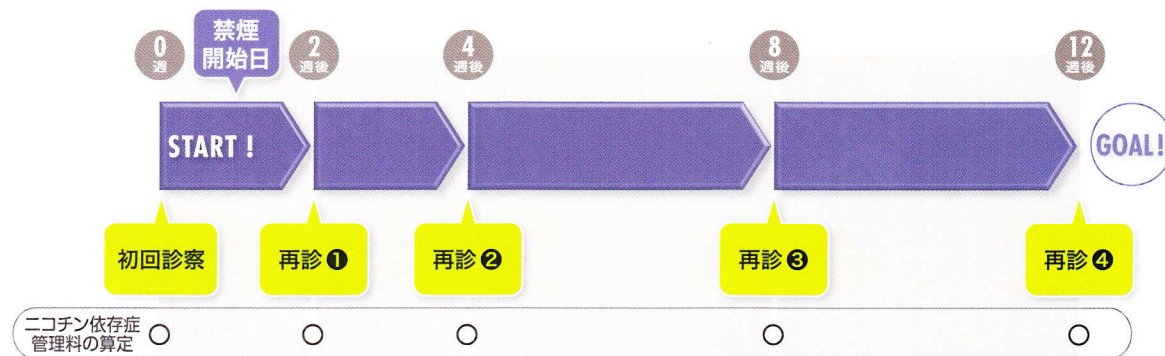 0
週
禁煙
開始日
2
週後
4
週後
8
週後
12
週後
START !
GOAL!
初回診察
再診❶
再診❷
再診❸
再診❹
ニコチン依存症
管理料の算定
○ ○ ○ ○ ○